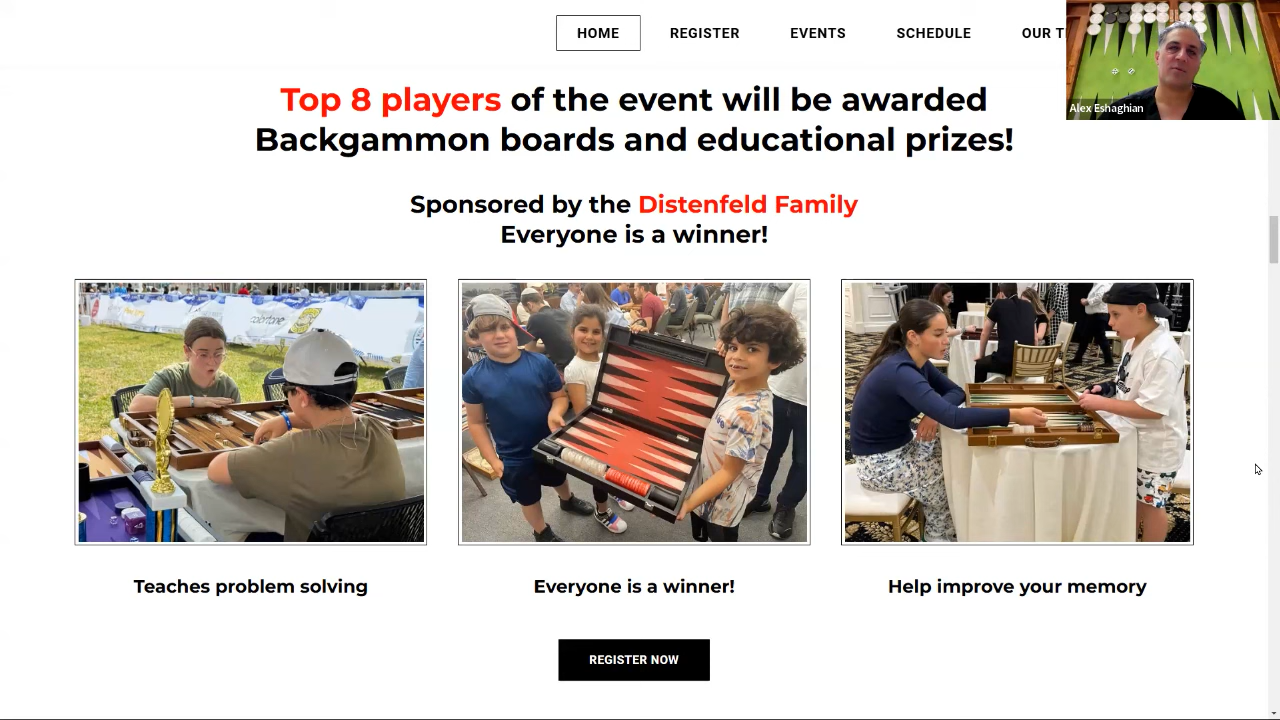 HOME
REGISTER
EVENTS
SCHEDULE
Alex Eshaghian
Top 8 players of the event will be awarded
Backgammon boards and educational prizes!
Sponsored by the Distenfeld Family
Everyone is a winner!
Teaches problem solving
Everyone is a winner!
Help improve your memory
REGISTER NOW